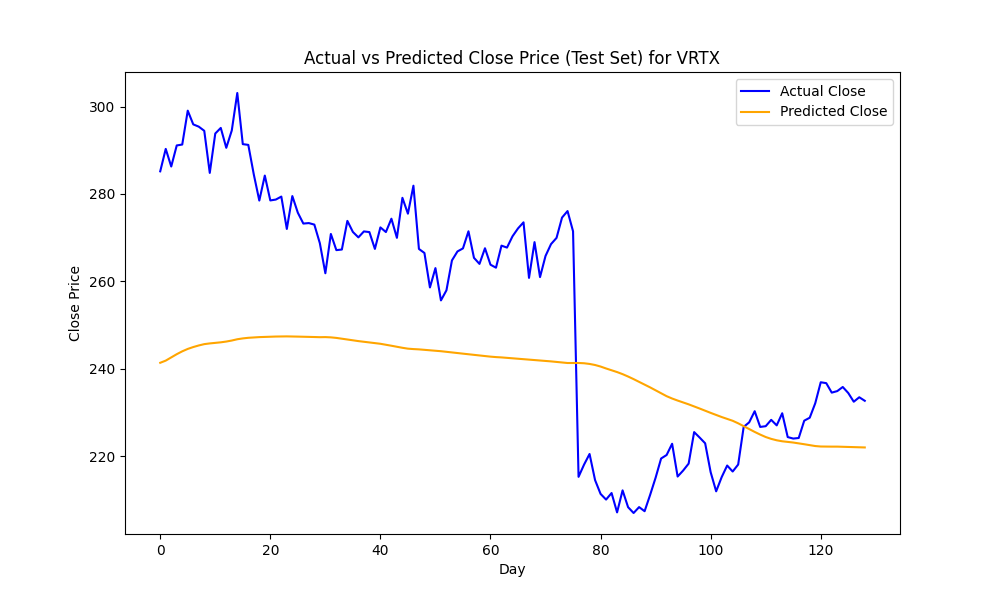 Actual vs Predicted Close Price (Test Set) for VRTX
Actual Close
Predicted Close
300
280
260
240
220
Close Price
0 20 40 60 80 100 120
Day